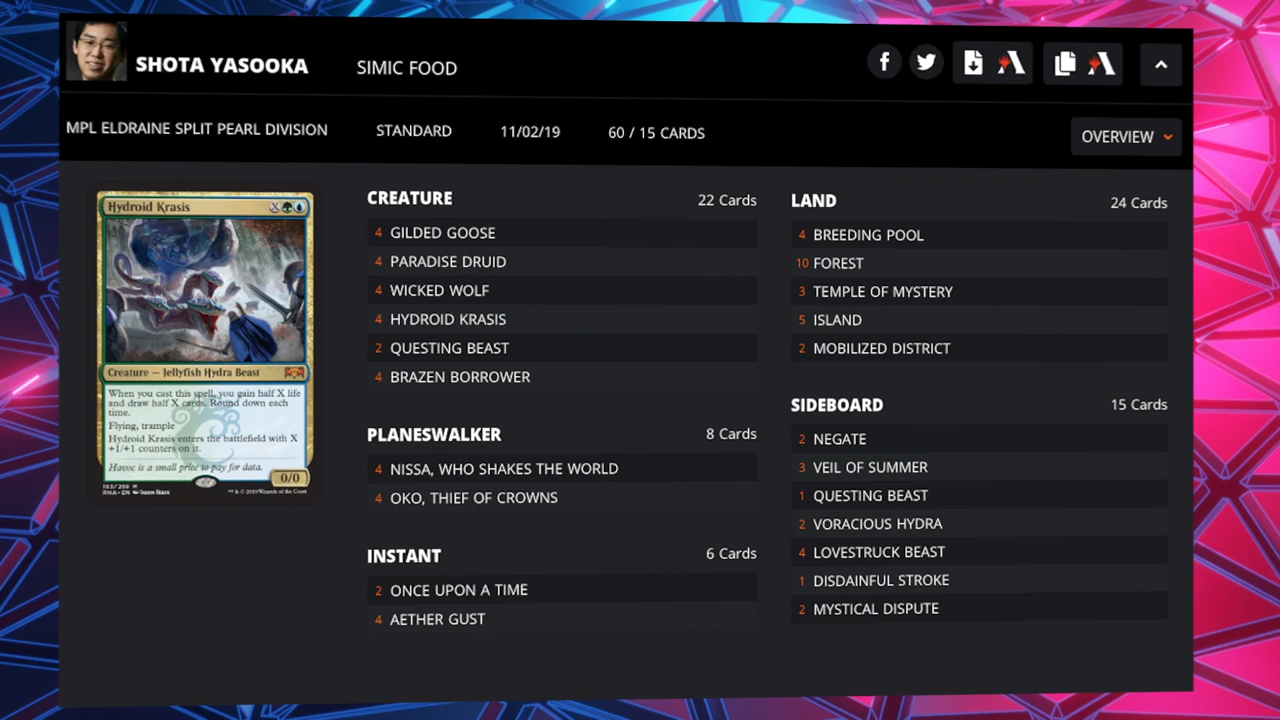 SHOTA YASOOKA
SIMIC FOOD
MPL ELDRAINE SPLIT PEARL DIVISION
STANDARD
11/02/19
60 / 15 CARDS
OVERVIEW
Hydroid Krasis
X
Creature — Jellyfish Hydra Beast
When you cast this spell, you gain half X life
and draw half X cards. Round down each
time.
Flying, trample
Hydroid Krasis enters the battlefield with X
+1/+1 counters on it.
Havoc is a small price to pay for data.
0/0
RNA • EN
CREATURE 22 Cards
4 GILDED GOOSE
4 PARADISE DRUID
4 WICKED WOLF
4 HYDROID KRASIS
2 QUESTING BEAST
4 BRAZEN BORROWER
PLANESWALKER 8 Cards
4 NISSA, WHO SHAKES THE WORLD
4 OKO, THIEF OF CROWNS
INSTANT 6 Cards
2 ONCE UPON A TIME
4 AETHER GUST
LAND 24 Cards
4 BREEDING POOL
10 FOREST
3 TEMPLE OF MYSTERY
5 ISLAND
2 MOBILIZED DISTRICT
SIDEBOARD 15 Cards
2 NEGATE
3 VEIL OF SUMMER
1 QUESTING BEAST
2 VORACIOUS HYDRA
4 LOVESTRUCK BEAST
1 DISDAINFUL STROKE
2 MYSTICAL DISPUTE